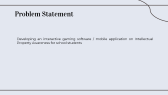 Problem Statement
Developing an interactive gaming software / mobile application on Intellectual
Property Awareness for school students